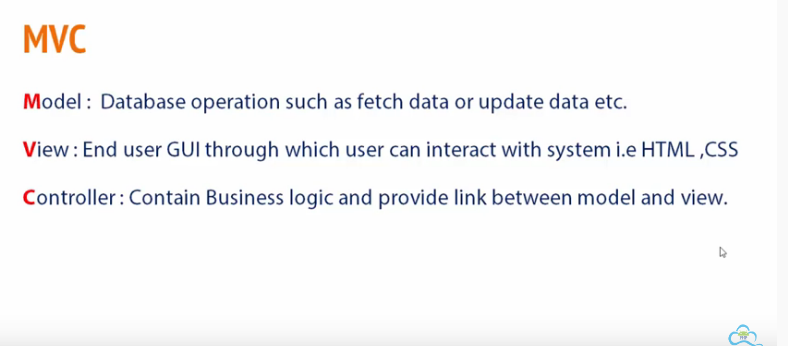 MVC
Model : Database operation such as fetch data or update data etc.
View : End user GUI through which user can interact with system i.e HTML ,CSS
Controller : Contain Business logic and provide link between model and view.